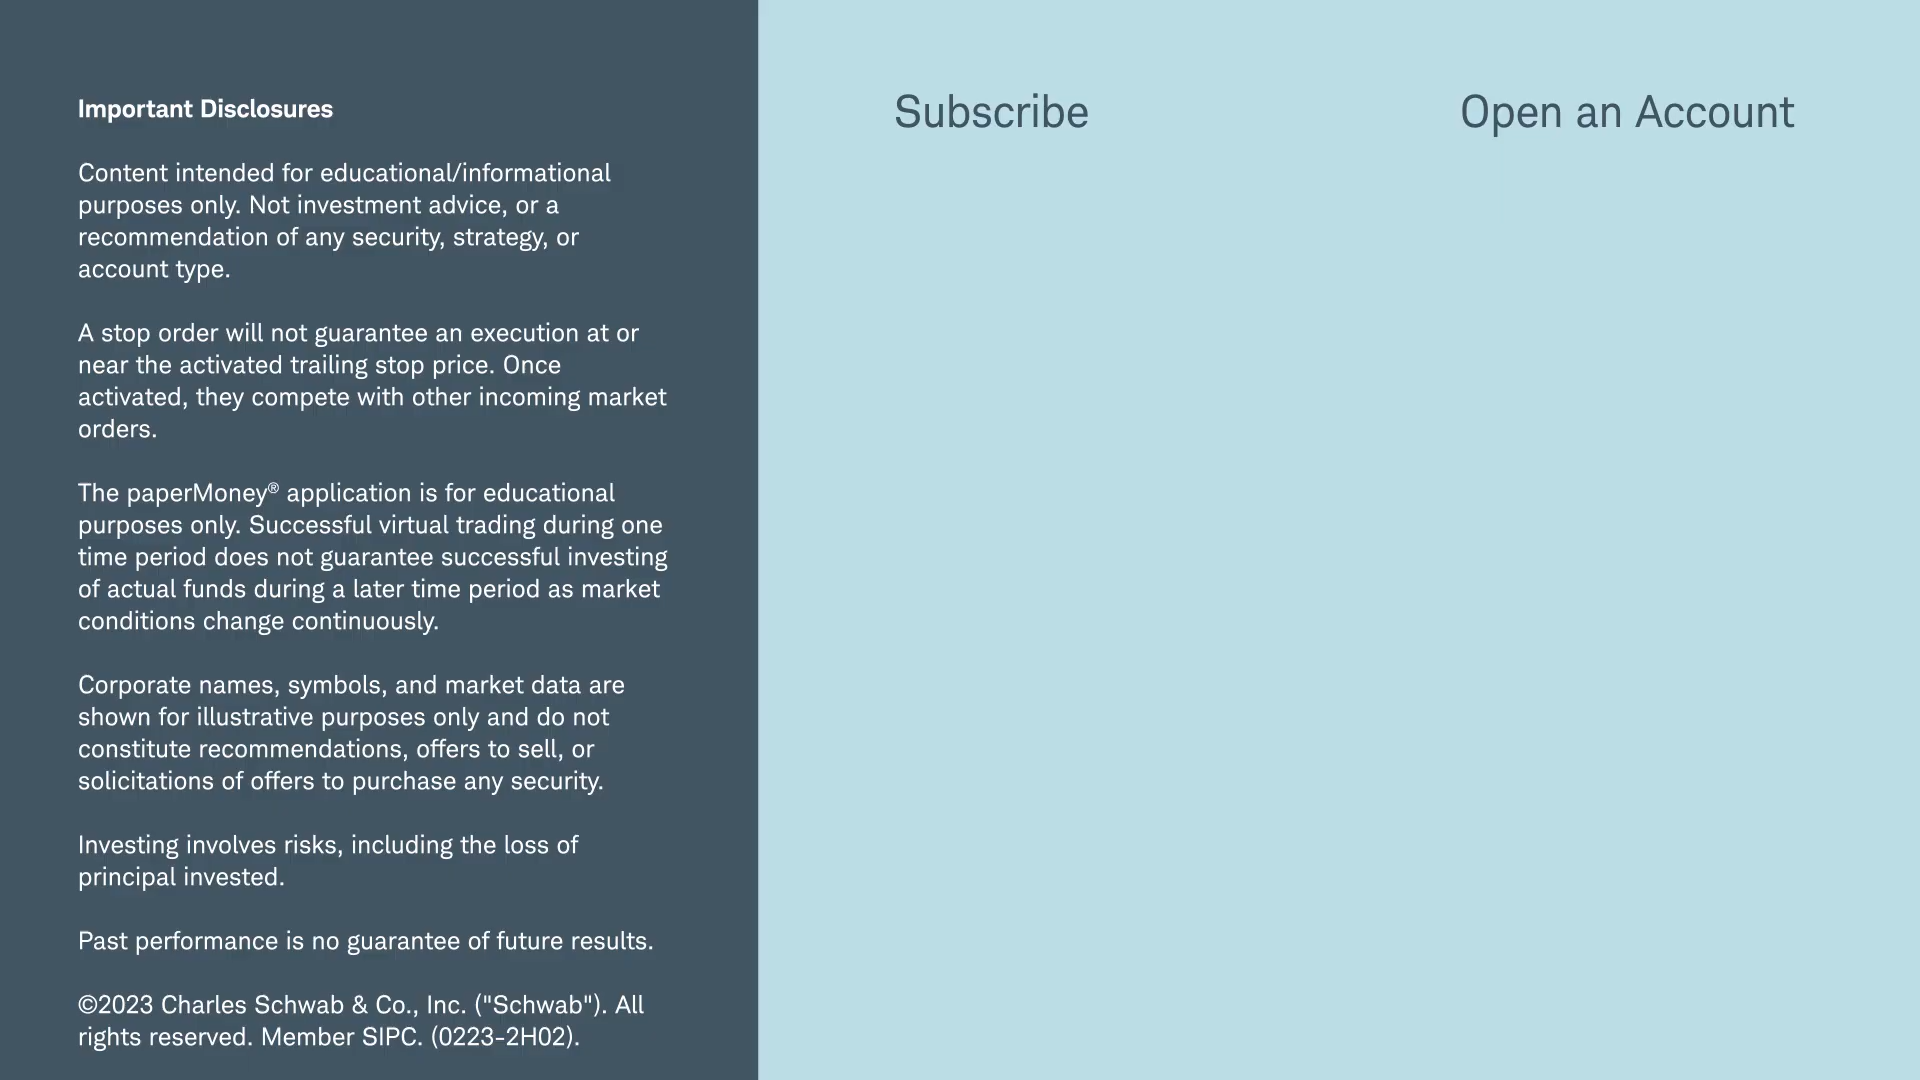 Important Disclosures
Content intended for educational/informational
purposes only. Not investment advice, or a
recommendation of any security, strategy, or
account type.
A stop order will not guarantee an execution at or
near the activated trailing stop price. Once
activated, they compete with other incoming market
orders.
The paperMoney® application is for educational
purposes only. Successful virtual trading during one
time period does not guarantee successful investing
of actual funds during a later time period as market
conditions change continuously.
Corporate names, symbols, and market data are
shown for illustrative purposes only and do not
constitute recommendations, offers to sell, or
solicitations of offers to purchase any security.
Investing involves risks, including the loss of
principal invested.
Past performance is no guarantee of future results.
©2023 Charles Schwab & Co., Inc. ("Schwab"). All
rights reserved. Member SIPC. (0223-2H02).
Subscribe
Open an Account